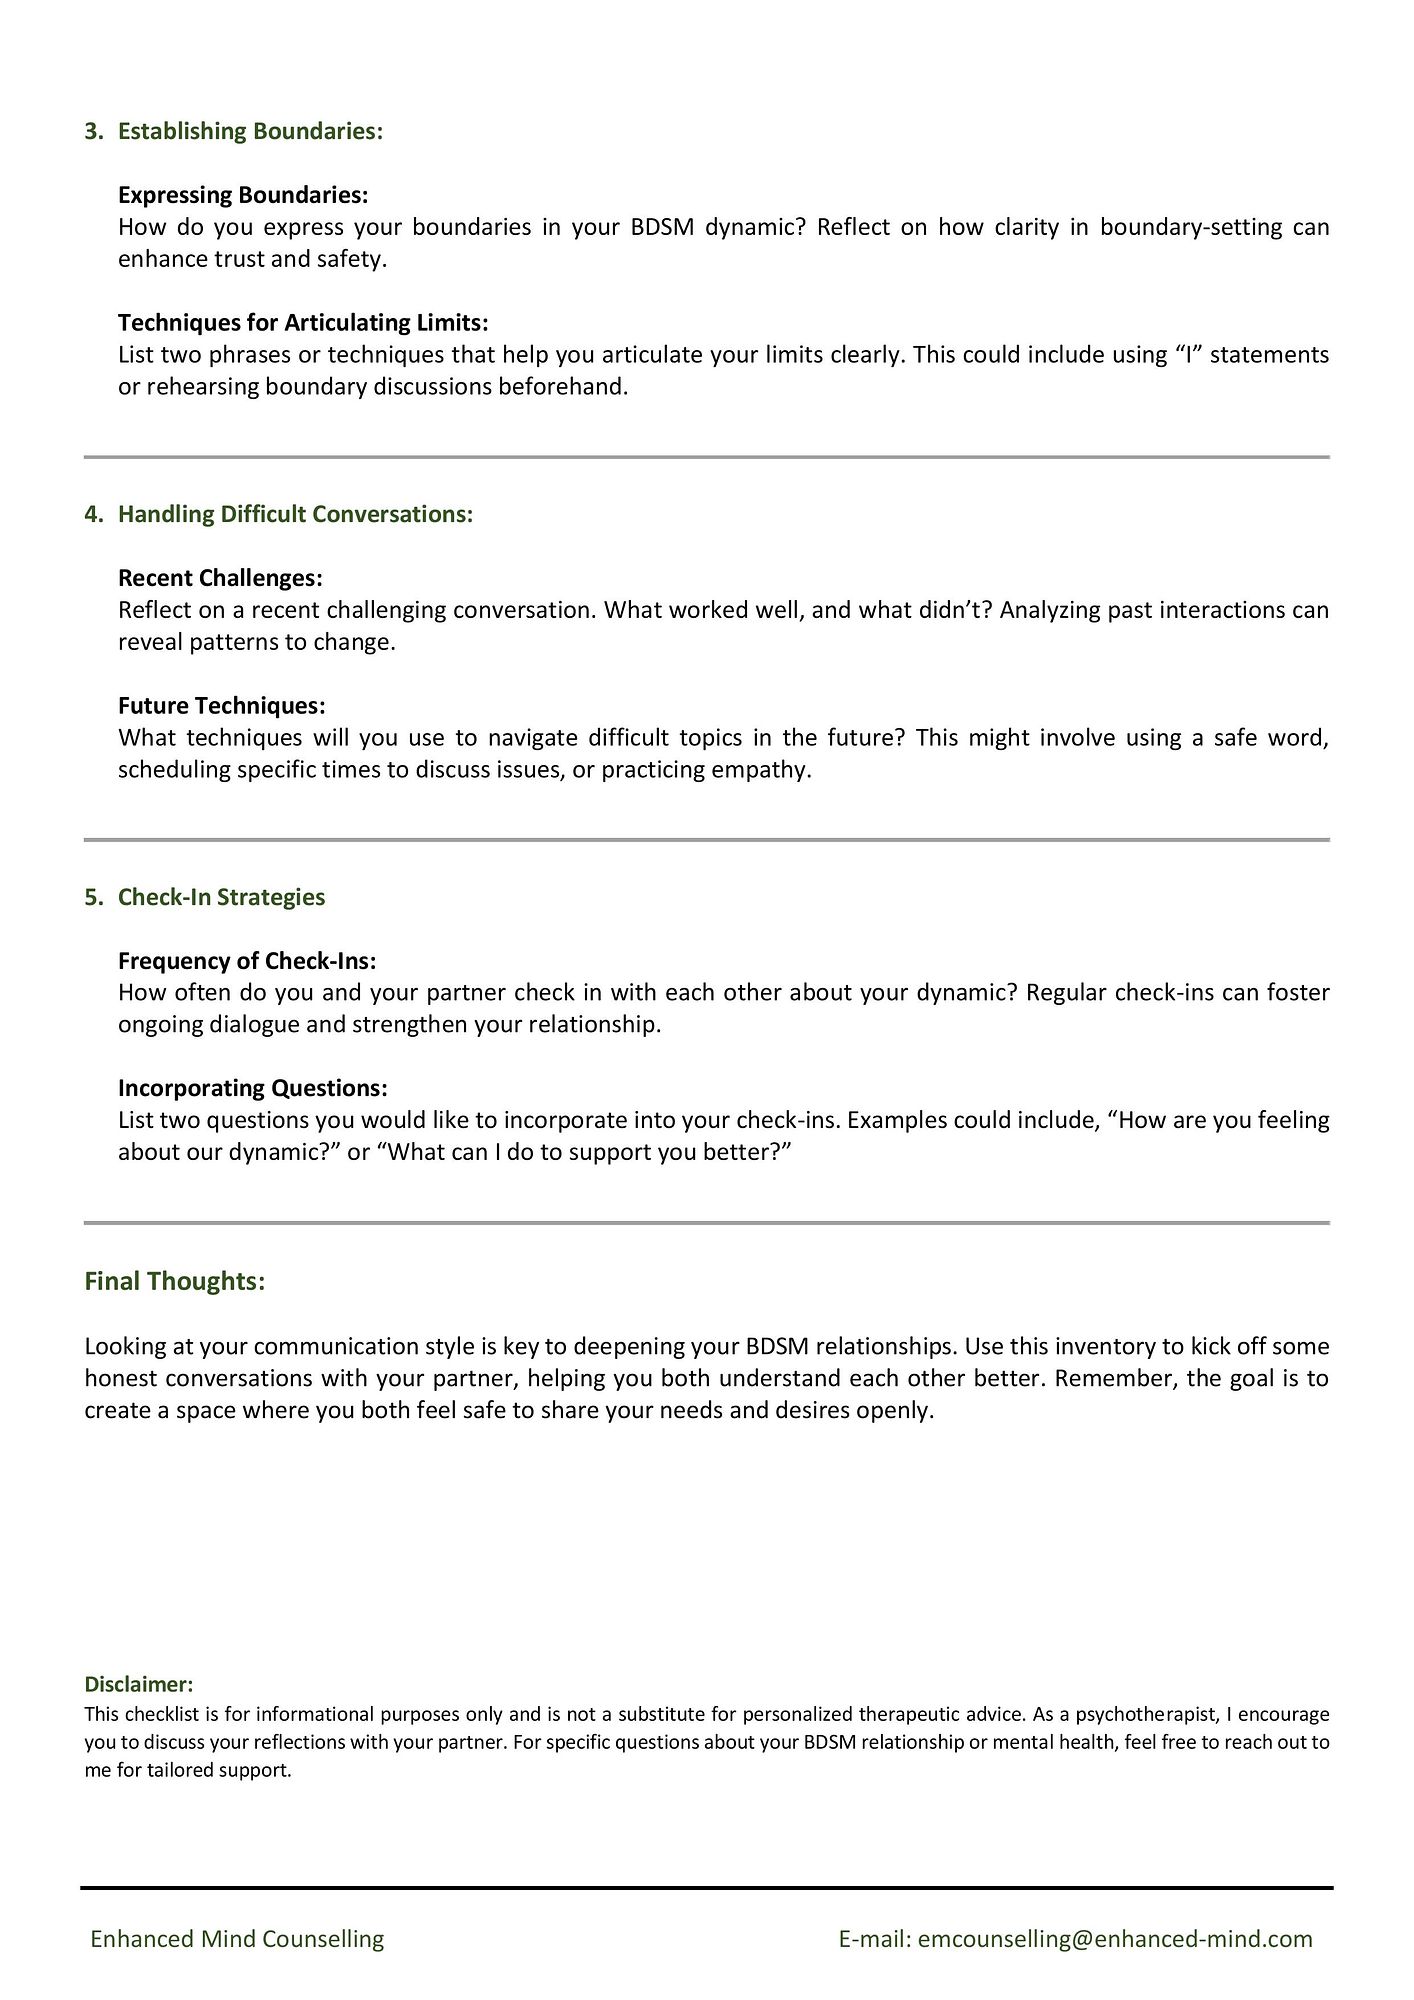 3. Establishing Boundaries:
Expressing Boundaries:
How do you express your boundaries in your BDSM dynamic? Reflect on how clarity in boundary-setting can
enhance trust and safety.
Techniques for Articulating Limits:
List two phrases or techniques that help you articulate your limits clearly. This could include using “I” statements
or rehearsing boundary discussions beforehand.
4. Handling Difficult Conversations:
Recent Challenges:
Reflect on a recent challenging conversation. What worked well, and what didn’t? Analyzing past interactions can
reveal patterns to change.
Future Techniques:
What techniques will you use to navigate difficult topics in the future? This might involve using a safe word,
scheduling specific times to discuss issues, or practicing empathy.
5. Check-In Strategies
Frequency of Check-Ins:
How often do you and your partner check in with each other about your dynamic? Regular check-ins can foster
ongoing dialogue and strengthen your relationship.
Incorporating Questions:
List two questions you would like to incorporate into your check-ins. Examples could include, “How are you feeling
about our dynamic?” or “What can I do to support you better?”
Final Thoughts:
Looking at your communication style is key to deepening your BDSM relationships. Use this inventory to kick off some
honest conversations with your partner, helping you both understand each other better. Remember, the goal is to
create a space where you both feel safe to share your needs and desires openly.
Disclaimer:
This checklist is for informational purposes only and is not a substitute for personalized therapeutic advice. As a psychotherapist, I encourage
you to discuss your reflections with your partner. For specific questions about your BDSM relationship or mental health, feel free to reach out to
me for tailored support.
Enhanced Mind Counselling E-mail: emcounselling@enhanced-mind.com